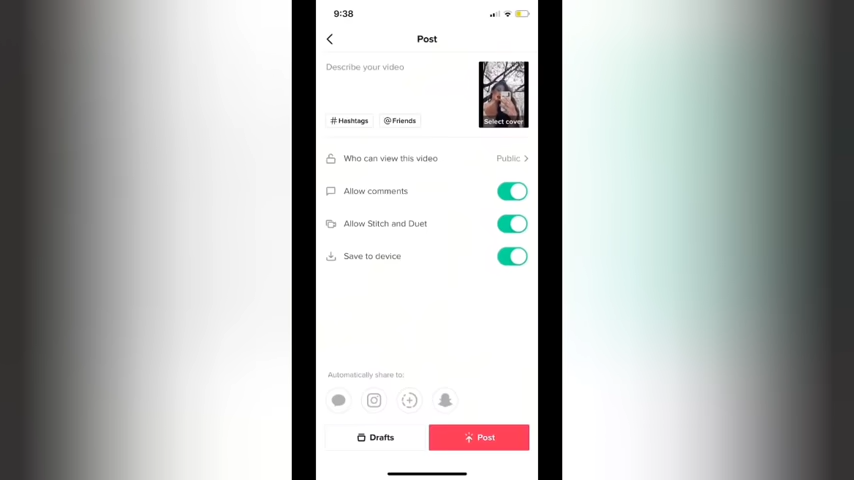 9:38
Post
Describe your video
# Hashtags
@ Friends
Select cover
Who can view this video
Public >
Allow comments
Allow Stitch and Duet
Save to device
Automatically share to:
Drafts
Post